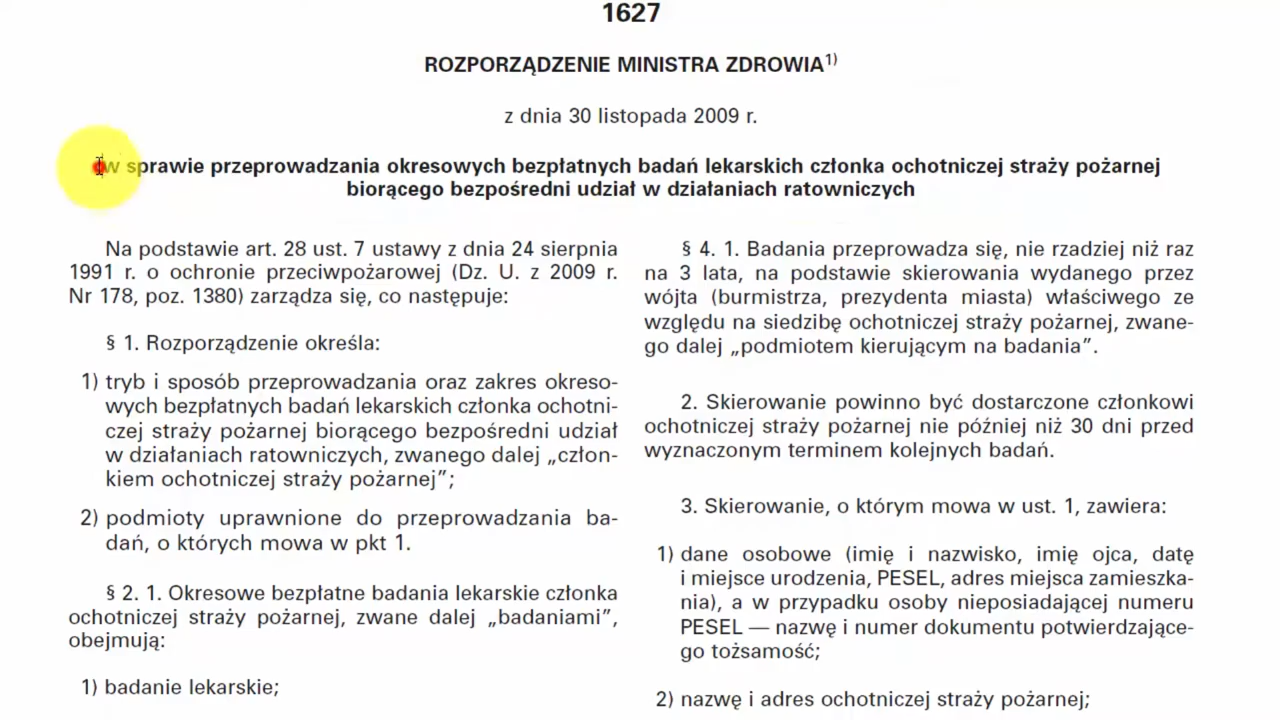 1627
ROZPORZĄDZENIE MINISTRA ZDROWIA1)
z dnia 30 listopada 2009 r.
w sprawie przeprowadzania okresowych bezpłatnych badań lekarskich członka ochotniczej straży pożarnej
biorącego bezpośredni udział w działaniach ratowniczych
Na podstawie art. 28 ust. 7 ustawy z dnia 24 sierpnia
1991 r. o ochronie przeciwpożarowej (Dz. U. z 2009 r.
Nr 178, poz. 1380) zarządza się, co następuje:
§ 1. Rozporządzenie określa:
1) tryb i sposób przeprowadzania oraz zakres okreso-
wych bezpłatnych badań lekarskich członka ochotni-
czej straży pożarnej biorącego bezpośredni udział
w działaniach ratowniczych, zwanego dalej „człon-
kiem ochotniczej straży pożarnej”;
2) podmioty uprawnione do przeprowadzania ba-
dań, o których mowa w pkt 1.
§ 2. 1. Okresowe bezpłatne badania lekarskie członka
ochotniczej straży pożarnej, zwane dalej „badaniami”,
obejmują:
1) badanie lekarskie;
§ 4. 1. Badania przeprowadza się, nie rzadziej niż raz
na 3 lata, na podstawie skierowania wydanego przez
wójta (burmistrza, prezydenta miasta) właściwego ze
względu na siedzibę ochotniczej straży pożarnej, zwane-
go dalej „podmiotem kierującym na badania”.
2. Skierowanie powinno być dostarczone członkowi
ochotniczej straży pożarnej nie później niż 30 dni przed
wyznaczonym terminem kolejnych badań.
3. Skierowanie, o którym mowa w ust. 1, zawiera:
1) dane osobowe (imię i nazwisko, imię ojca, datę
i miejsce urodzenia, PESEL, adres miejsca zamieszka-
nia), a w przypadku osoby nieposiadającej numeru
PESEL — nazwę i numer dokumentu potwierdzające-
go tożsamość;
2) nazwę i adres ochotniczej straży pożarnej;